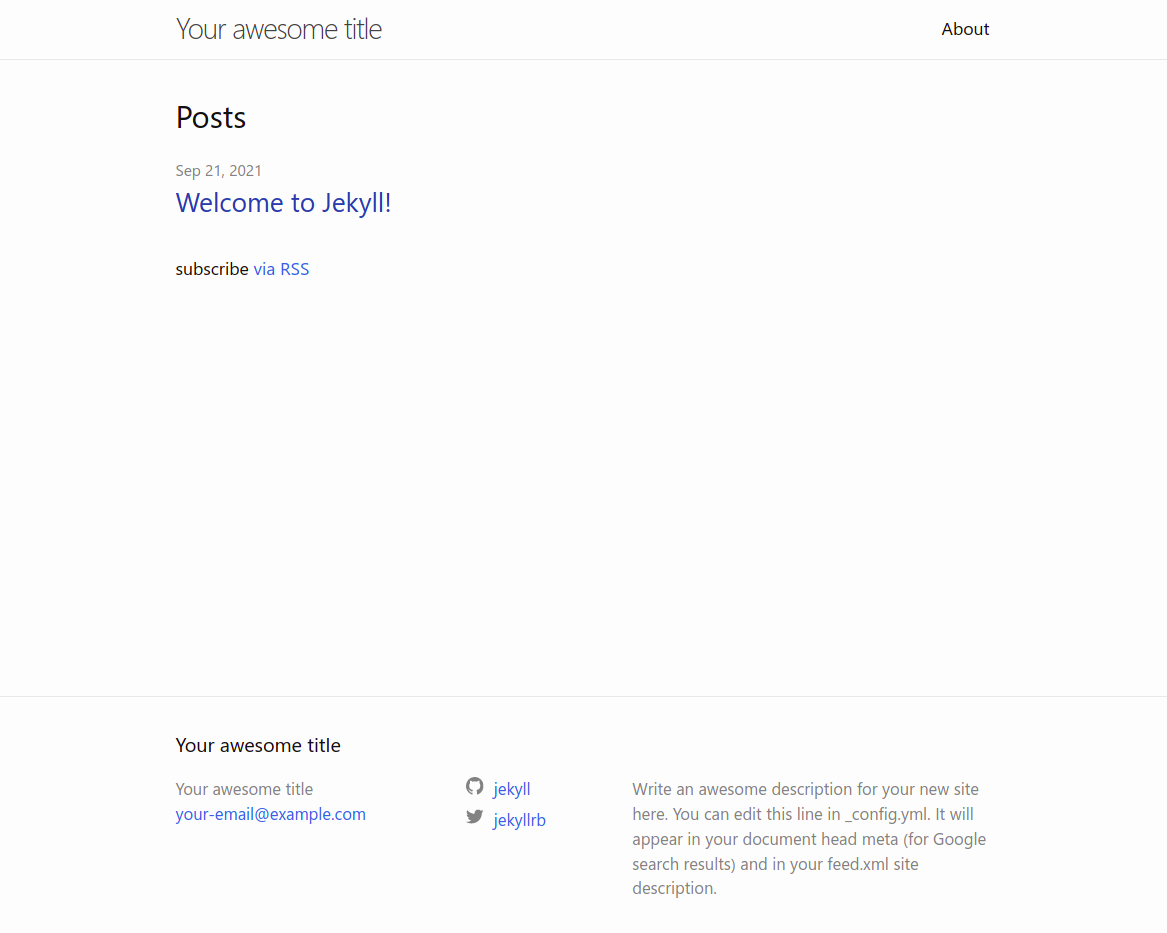 Your awesome title
About
Posts
Sep 21, 2021
Welcome to Jekyll!
subscribe via RSS
Your awesome title
Your awesome title
your-email@example.com
jekyll
jekyllrb
Write an awesome description for your new site
here. You can edit this line in _config.yml. It will
appear in your document head meta (for Google
search results) and in your feed.xml site
description.